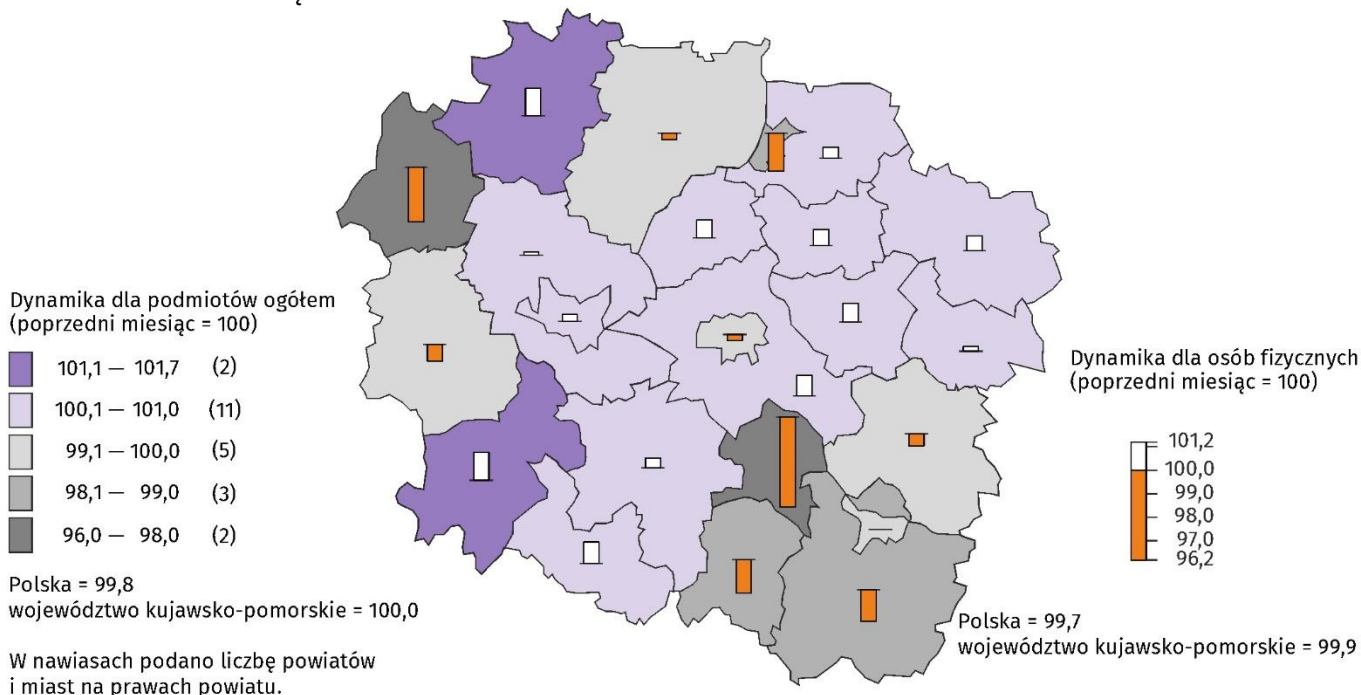 Dynamika dla podmiotów ogółem
(poprzedni miesiąc = 100)
101,1 — 101,7 (2)
100,1 — 101,0 (11)
99,1 — 100,0 (5)
98,1 — 99,0 (3)
96,0 — 98,0 (2)
Polska = 99,8
województwo kujawsko-pomorskie = 100,0
W nawiasach podano liczbę powiatów
i miast na prawach powiatu.
Dynamika dla osób fizycznych
(poprzedni miesiąc = 100)
101,2
100,0
99,0
98,0
97,0
96,2
Polska = 99,7
województwo kujawsko-pomorskie = 99,9